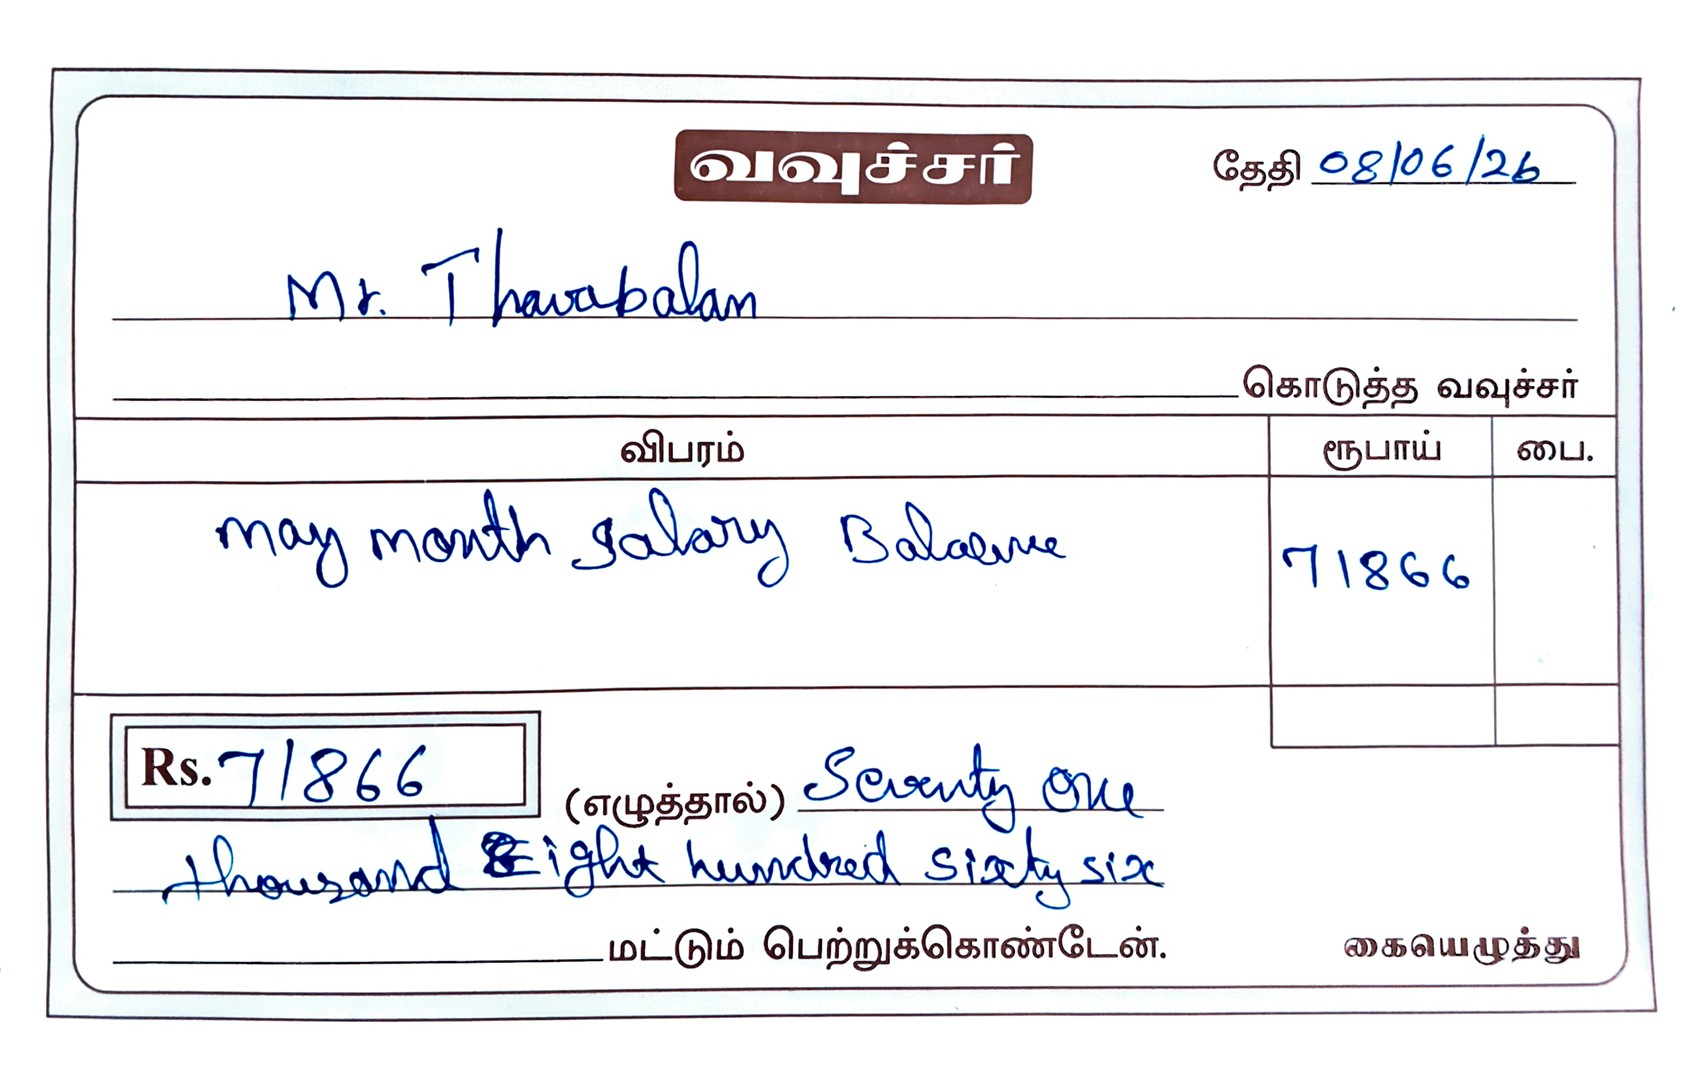 வவுச்சர்
தேதி 08/06/26
Mr. Thavabalan
கொடுத்த வவுச்சர்
விபரம் ரூபாய் பை.
may month salary Balance 71866
Rs. 71866
(எழுத்தால்) Seventy one
thousand Eight hundred sixty six
மட்டும் பெற்றுக்கொண்டேன். கையெழுத்து